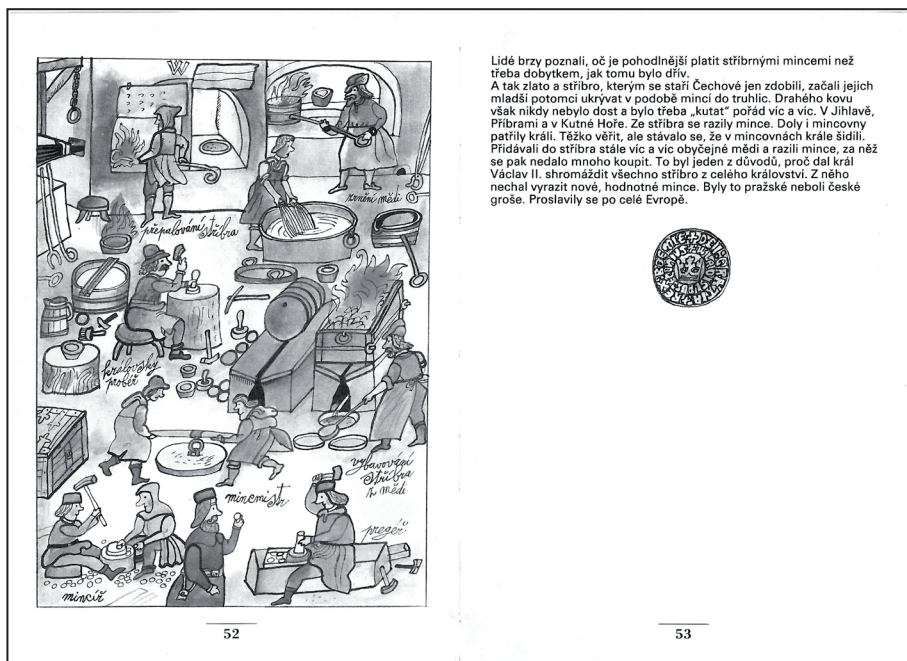 přepalování stříbra
zrnění mědi
královský
probéř
vybavování
stříbra
z mědi
mincmistr
pregéř
mincíř
52
Lidé brzy poznali, oč je pohodlnější platit stříbrnými mincemi než
třeba dobytkem, jak tomu bylo dřív.
A tak zlato a stříbro, kterým se staří Čechové jen zdobili, začali jejich
mladší potomci ukrývat v podobě mincí do truhlic. Drahého kovu
však nikdy nebylo dost a bylo třeba „kutat" pořád víc a víc. V Jihlavě,
Příbrami a v Kutné Hoře. Ze stříbra se razily mince. Doly i mincovny
patřily králi. Těžko věřit, ale stávalo se, že v mincovnách krále šidili.
Přidávali do stříbra stále víc a víc obyčejné mědi a razili mince, za něž
se pak nedalo mnoho koupit. To byl jeden z důvodů, proč dal král
Václav II. shromáždit všechno stříbro z celého království. Z něho
nechal vyrazit nové, hodnotné mince. Byly to pražské neboli české
groše. Proslavily se po celé Evropě.
53